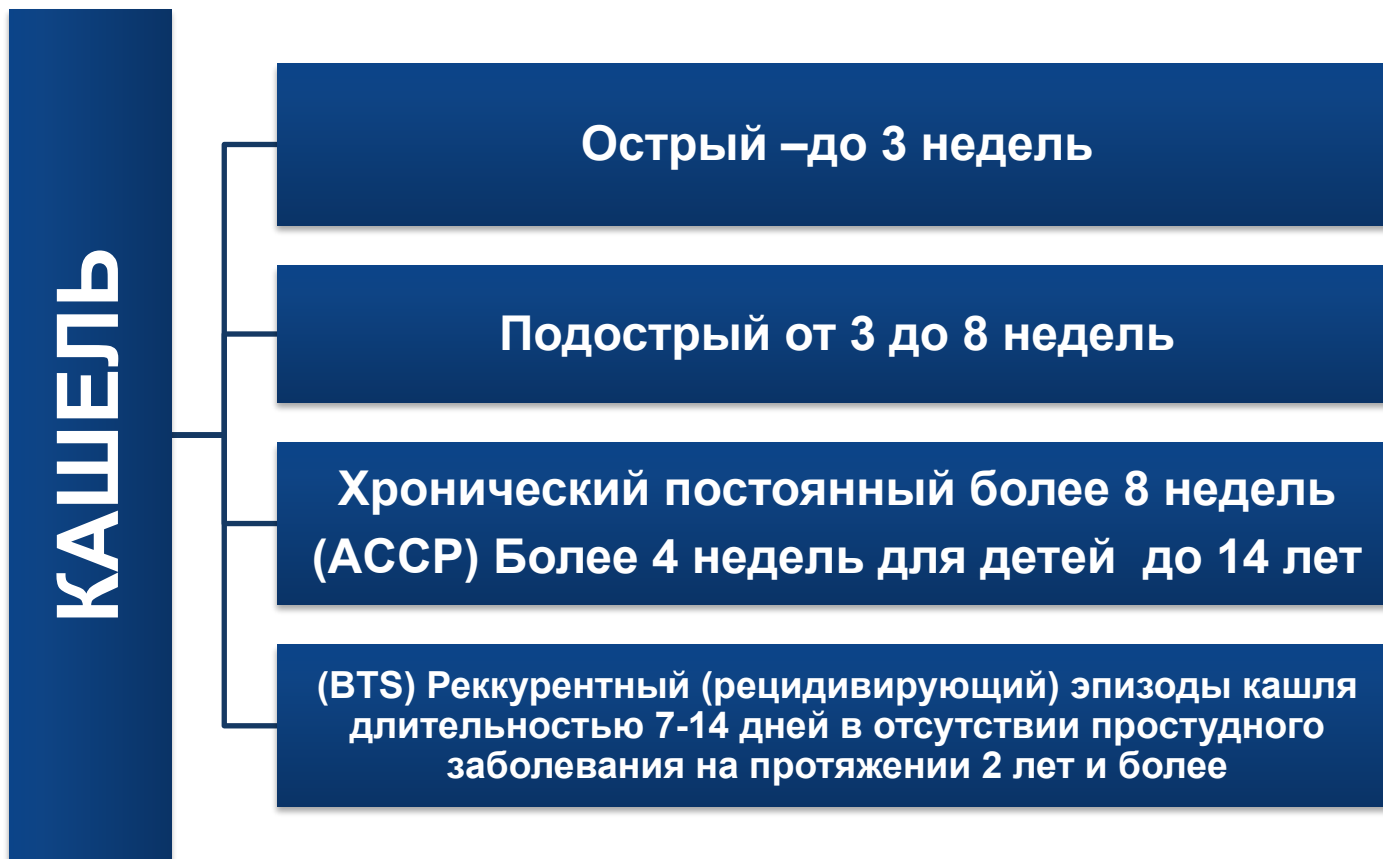 КАШЕЛЬ
Острый –до 3 недель
Подострый от 3 до 8 недель
Хронический постоянный более 8 недель
(ACCP) Более 4 недель для детей до 14 лет
(BTS) Реккурентный (рецидивирующий) эпизоды кашля
длительностью 7-14 дней в отсутствии простудного
заболевания на протяжении 2 лет и более